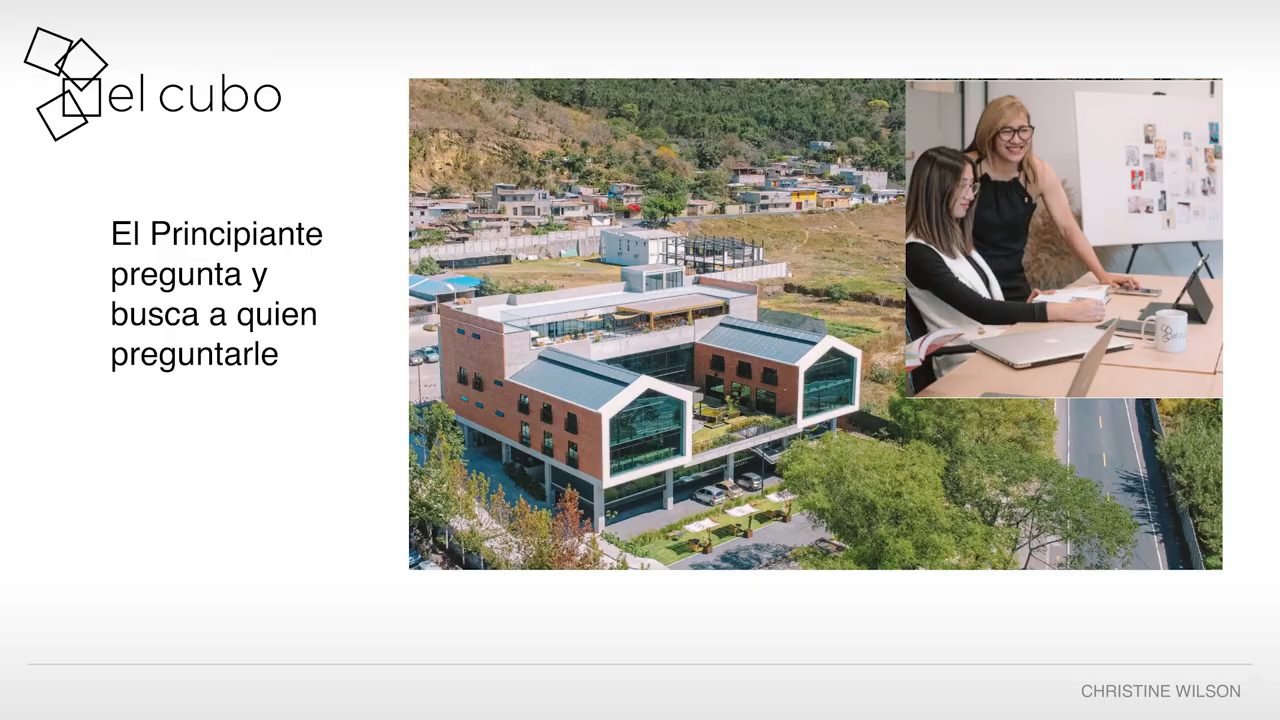 el cubo
El Principiante
pregunta y
busca a quien
preguntarle
CHRISTINE WILSON